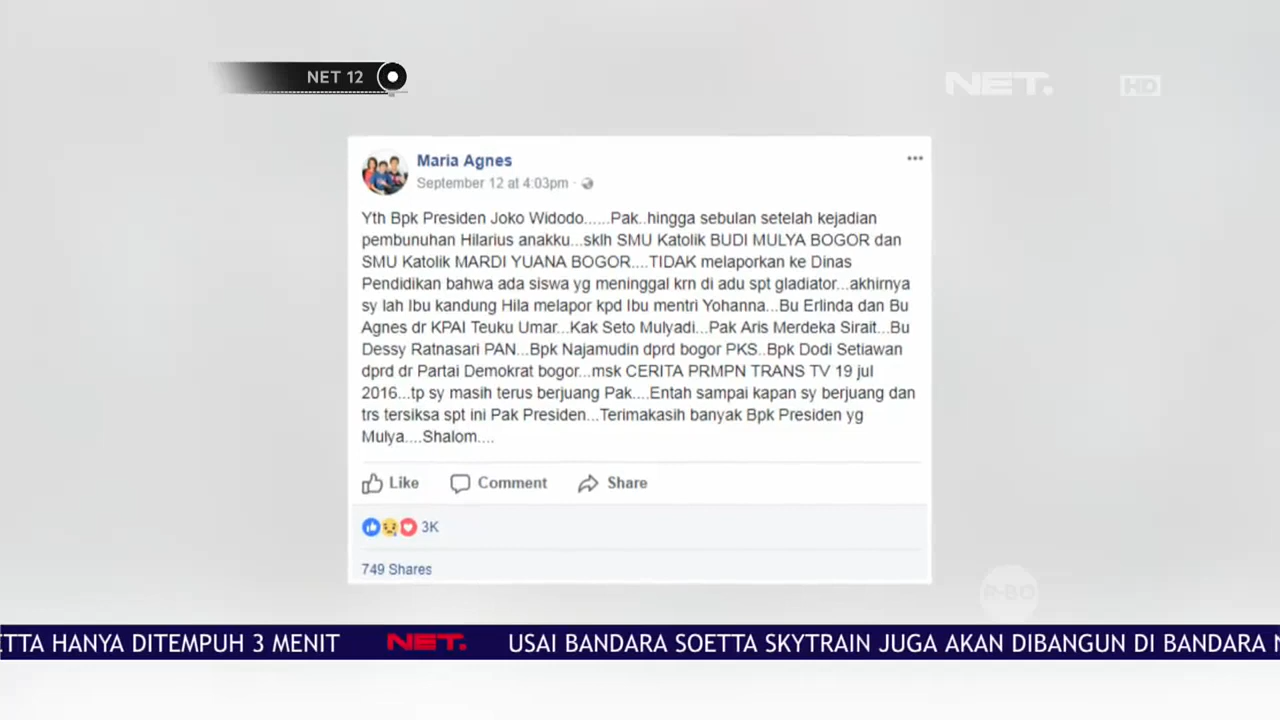 NET 12
NET.
HD
Maria Agnes
September 12 at 4:03pm
Yth Bpk Presiden Joko Widodo......Pak..hingga sebulan setelah kejadian
pembunuhan Hilarius anakku...sklh SMU Katolik BUDI MULYA BOGOR dan
SMU Katolik MARDI YUANA BOGOR....TIDAK melaporkan ke Dinas
Pendidikan bahwa ada siswa yg meninggal krn di adu spt gladiator...akhirnya
sy lah Ibu kandung Hila melapor kpd Ibu mentri Yohanna...Bu Erlinda dan Bu
Agnes dr KPAI Teuku Umar...Kak Seto Mulyadi...Pak Aris Merdeka Sirait...Bu
Dessy Ratnasari PAN...Bpk Najamudin dprd bogor PKS..Bpk Dodi Setiawan
dprd dr Partai Demokrat bogor...msk CERITA PRMPN TRANS TV 19 jul
2016...tp sy masih terus berjuang Pak....Entah sampai kapan sy berjuang dan
trs tersiksa spt ini Pak Presiden...Terimakasih banyak Bpk Presiden yg
Mulya....Shalom....
Like Comment Share
3K
749 Shares
R-BO
ETTA HANYA DITEMPUH 3 MENIT NET. USAI BANDARA SOETTA SKYTRAIN JUGA AKAN DIBANGUN DI BANDARA